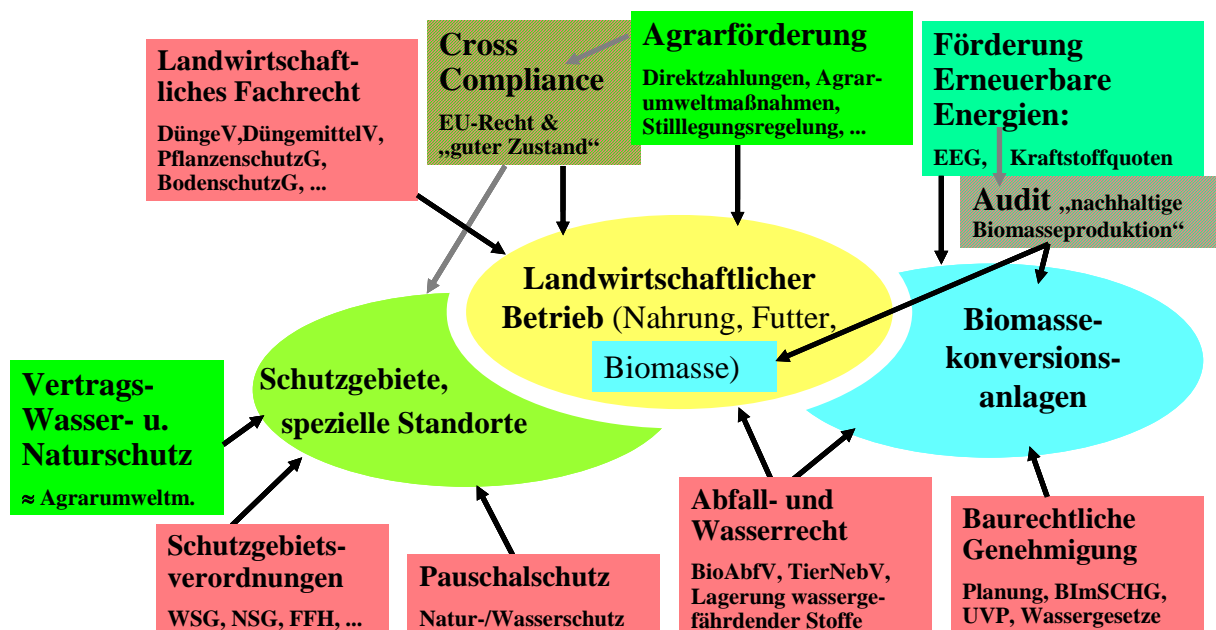 Landwirtschaft-
liches Fachrecht
DüngeV,DüngemittelV,
PflanzenschutzG,
BodenschutzG, ...
Cross
Compliance
EU-Recht &
„guter Zustand“
Agrarförderung
Direktzahlungen, Agrar-
umweltmaßnahmen,
Stilllegungsregelung, ...
Förderung
Erneuerbare
Energien:
EEG, Kraftstoffquoten
Audit „nachhaltige
Biomasseproduktion“
Landwirtschaftlicher
Betrieb (Nahrung, Futter,
Biomasse)
Biomasse-
konversions-
anlagen
Schutzgebiete,
spezielle Standorte
Vertrags-
Wasser- u.
Naturschutz
≈ Agrarumweltm.
Schutzgebiets-
verordnungen
WSG, NSG, FFH, ...
Pauschalschutz
Natur-/Wasserschutz
Abfall- und
Wasserrecht
BioAbfV, TierNebV,
Lagerung wasserge-
fährdender Stoffe
Baurechtliche
Genehmigung
Planung, BImSCHG,
UVP, Wassergesetze